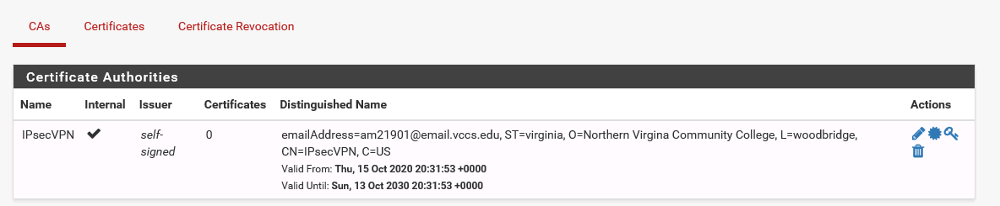 CAs Certificates Certificate Revocation
Certificate Authorities
Name Internal Issuer Certificates Distinguished Name Actions
IPsecVPN self- 0 emailAddress=am21901@email.vccs.edu, ST=virginia, O=Northern Virgina Community College, L=woodbridge,
signed CN=IPsecVPN, C=US
Valid From: Thu, 15 Oct 2020 20:31:53 +0000
Valid Until: Sun, 13 Oct 2030 20:31:53 +0000